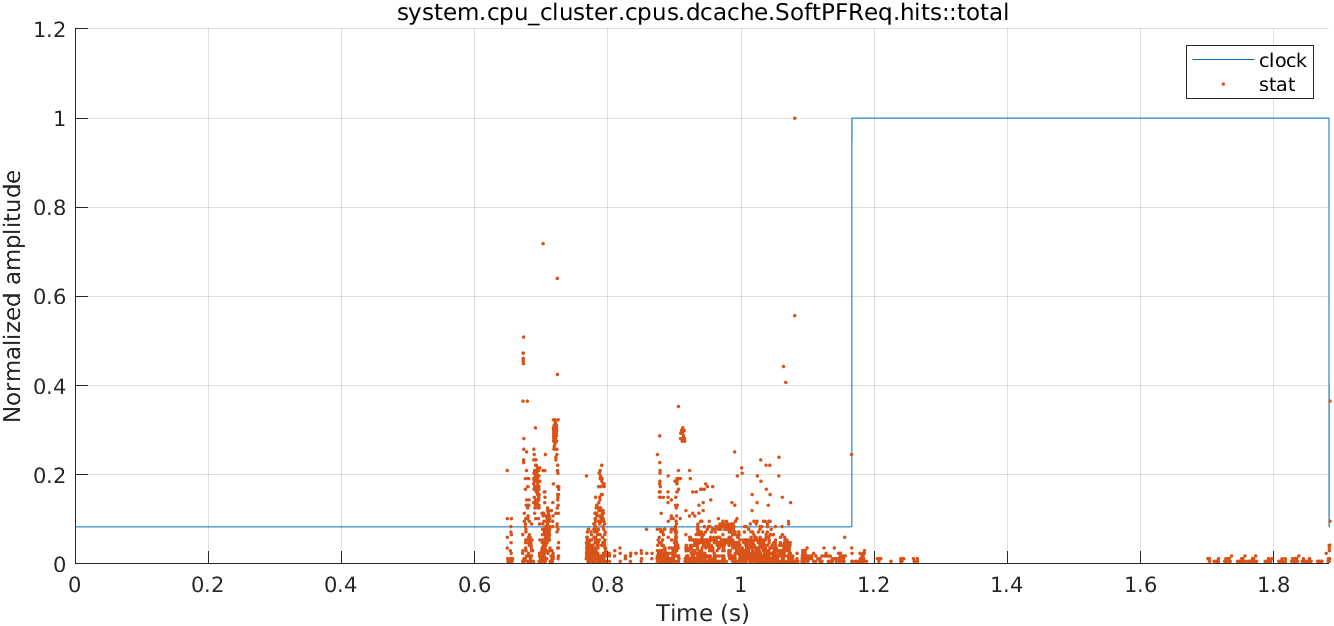 system.cpu_cluster.cpus.dcache.SoftPFReq.hits::total
1.2
1
0.8
0.6
0.4
0.2
0
Normalized amplitude
clock
stat
0 0.2 0.4 0.6 0.8 1 1.2 1.4 1.6 1.8
Time (s)